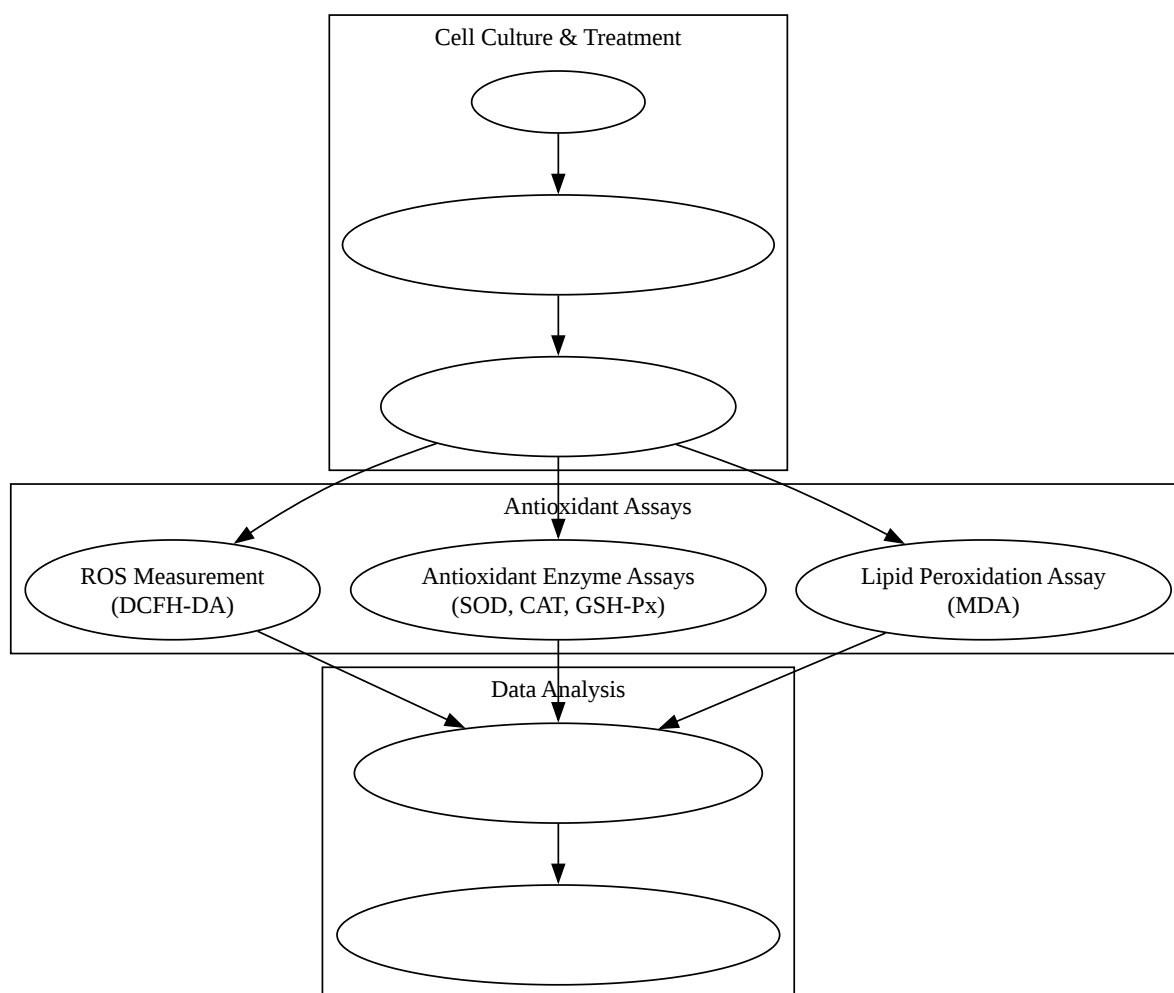 Cell Culture & Treatment
Antioxidant Assays
ROS Measurement
(DCFH-DA)
Antioxidant Enzyme Assays
(SOD, CAT, GSH-Px)
Lipid Peroxidation Assay
(MDA)
Data Analysis